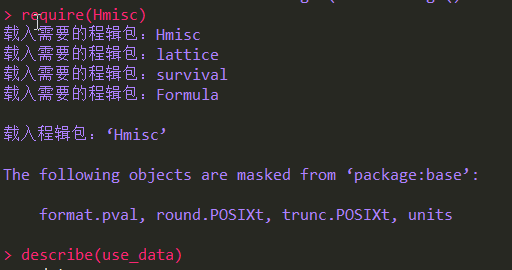 > require(Hmisc)
载入需要的程辑包：Hmisc
载入需要的程辑包：lattice
载入需要的程辑包：survival
载入需要的程辑包：Formula
载入程辑包：‘Hmisc’
The following objects are masked from ‘package:base’:
format.pval, round.POSIXt, trunc.POSIXt, units
> describe(use_data)